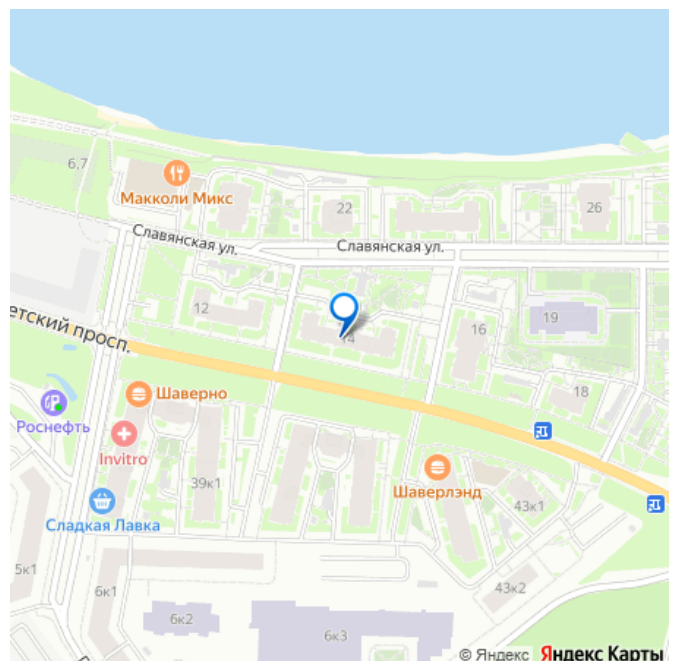 6.7
Макколи Микс
22
26
Славянская ул.
Славянская ул.
12
14
16
19
етский просп.
18
Шаверно
Роснефть
Invitro
39к1
Шаверлэнд
43к1
Сладкая Лавка
5к1
6к1
43к2
6к2
6к3
© Яндекс Яндекс Карты